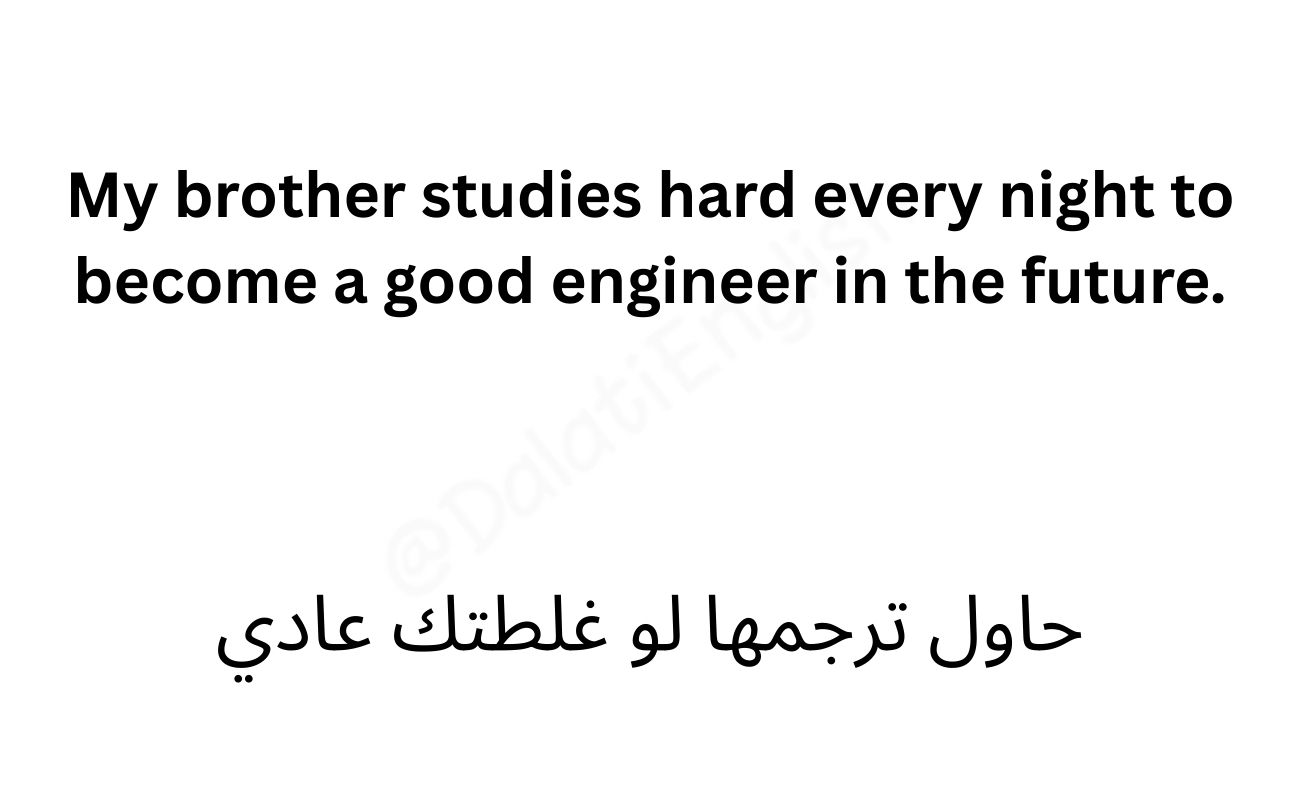 My brother studies hard every night to
become a good engineer in the future.
@DalatiEnglish
حاول ترجمها لو غلطتك عادي